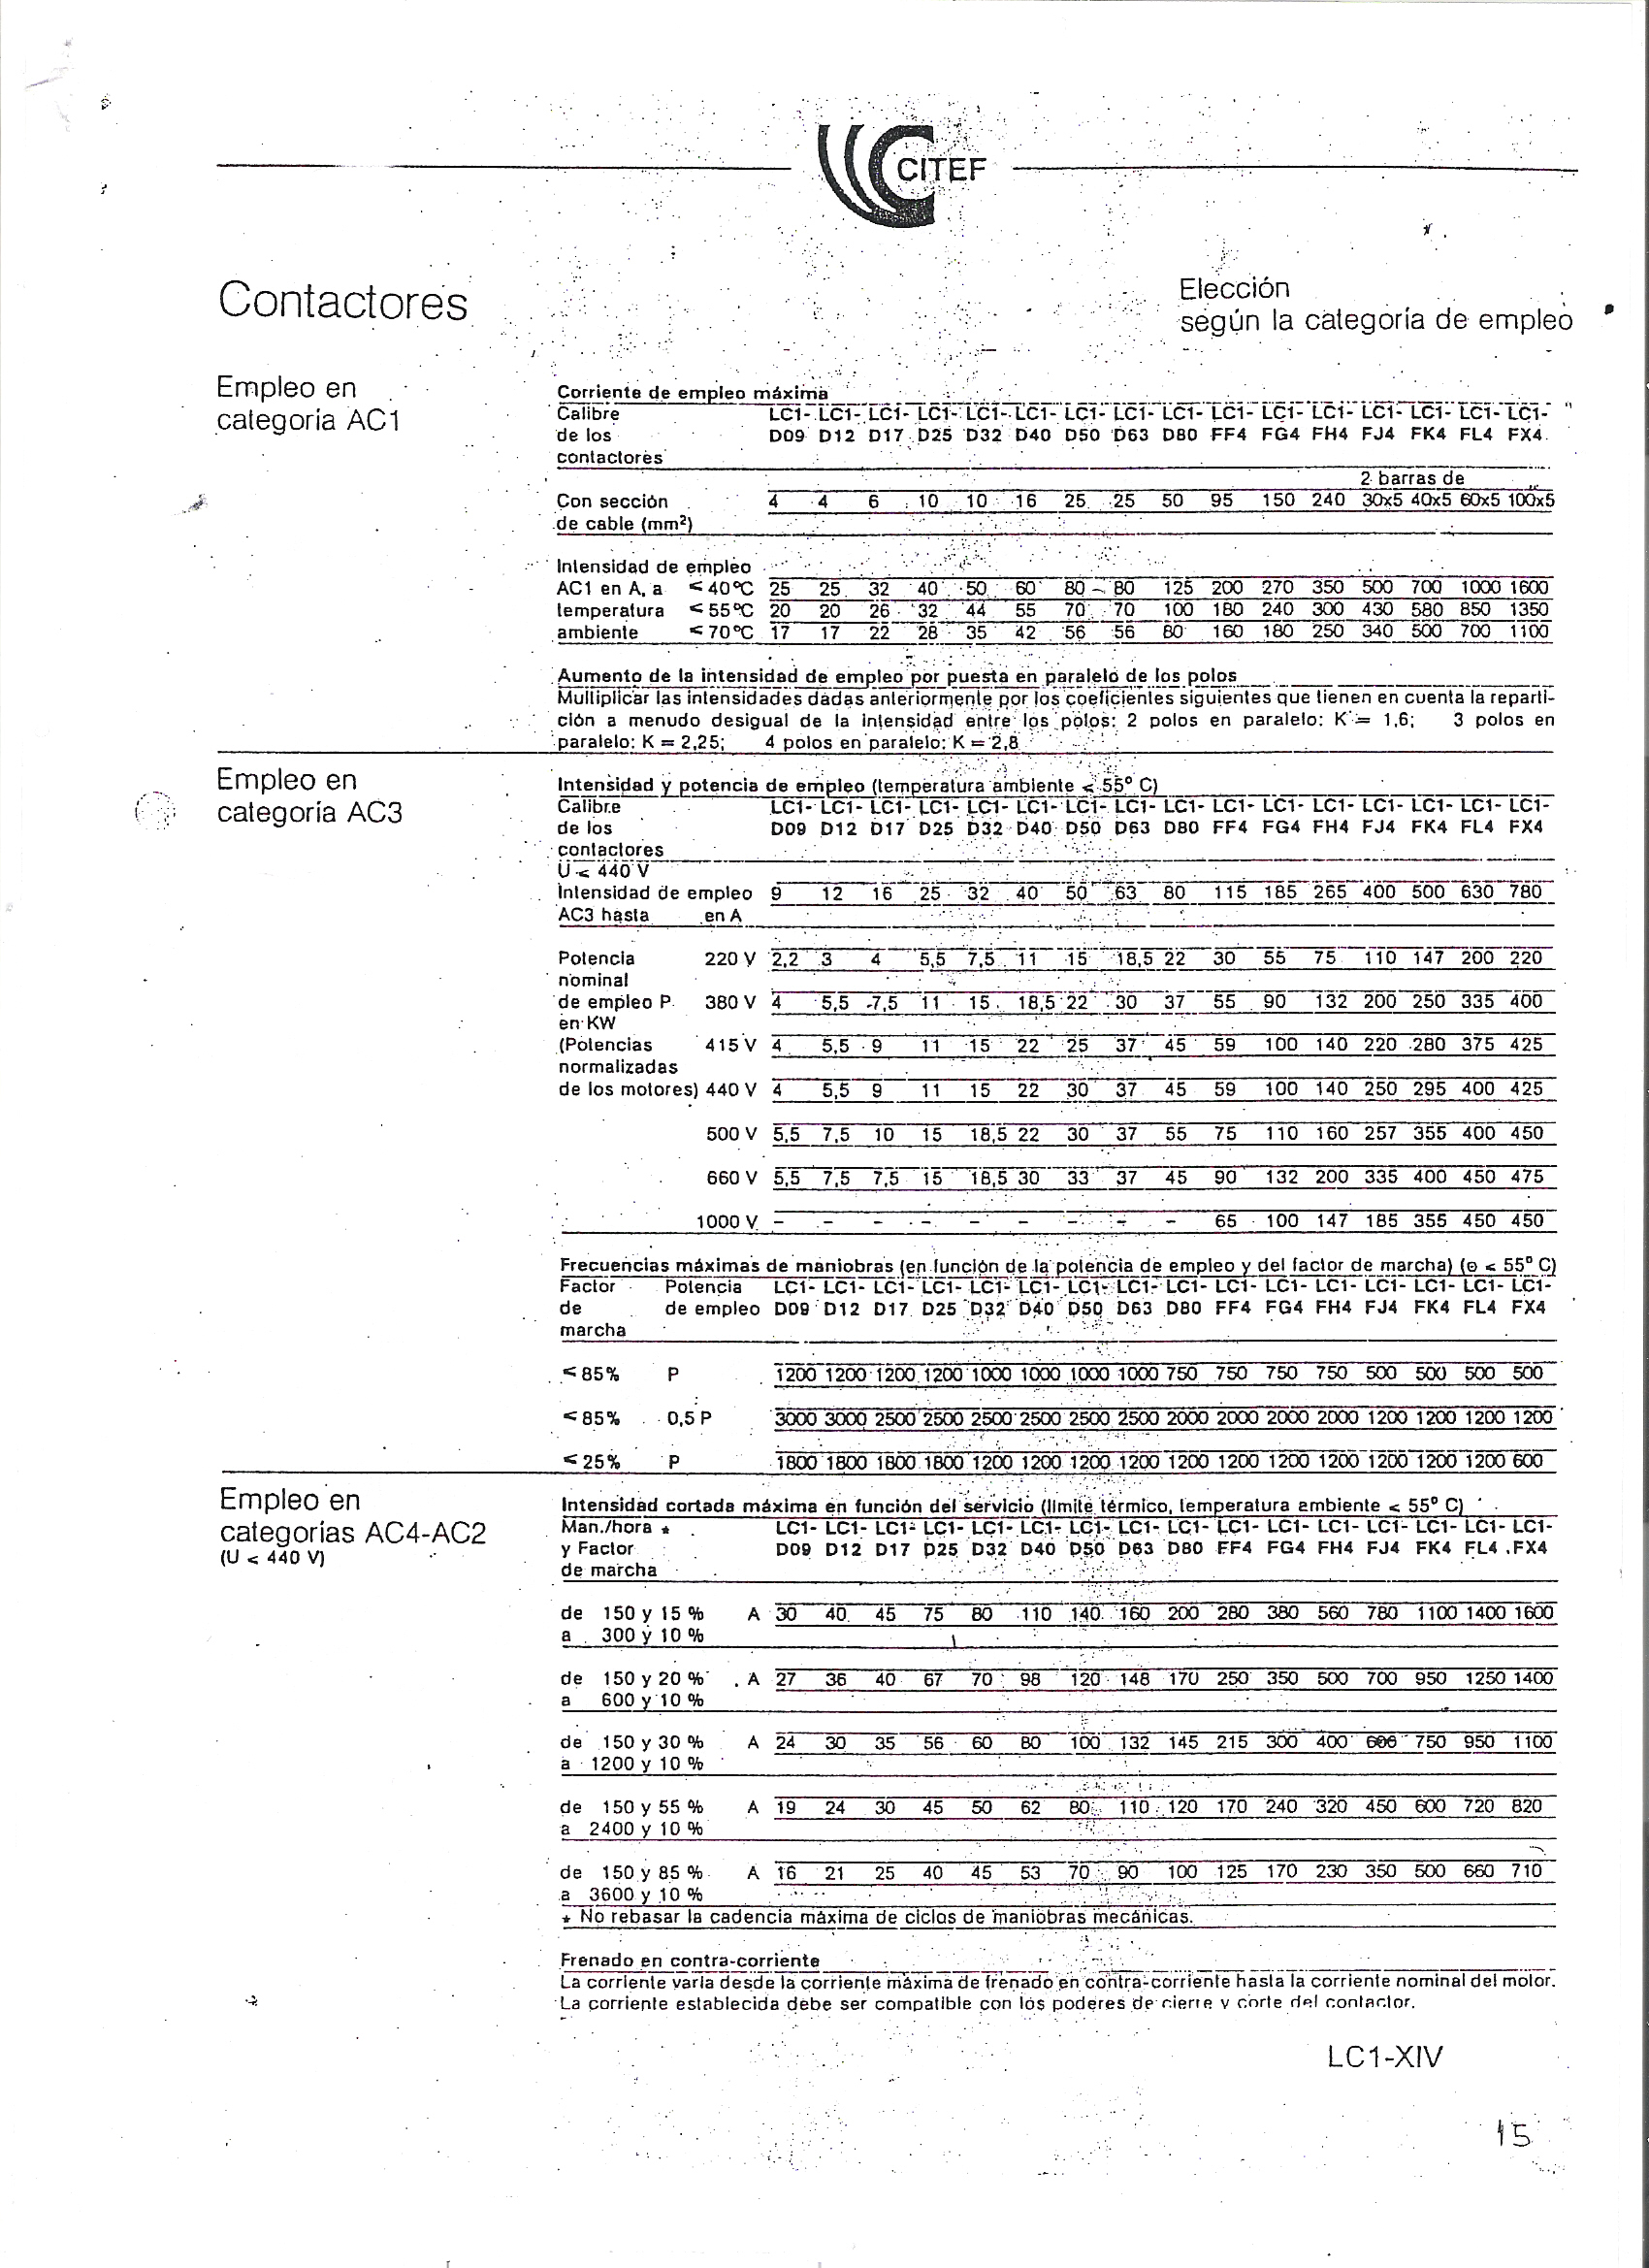 CITEF
Contactores
Elección
según la categoría de empleo
Empleo en
categoría AC1
Corriente de empleo máxima
Calibre LC1- LC1- LC1- LC1- LC1- LC1- LC1- LC1- LC1- LC1- LC1- LC1- LC1- LC1- LC1- LC1-
de los D09 D12 D17 D25 D32 D40 D50 D63 D80 FF4 FG4 FH4 FJ4 FK4 FL4 FX4
contactores
2 barras de
Con sección 4 4 6 10 10 16 25 25 50 95 150 240 30x5 40x5 60x5 100x5
de cable (mm²)
Intensidad de empleo
AC1 en A, a ≤ 40°C 25 25 32 40 50 60 80 80 125 200 270 350 500 700 1000 1600
temperatura ≤ 55°C 20 20 26 32 44 55 70 70 100 180 240 300 430 580 850 1350
ambiente ≤ 70°C 17 17 22 28 35 42 56 56 80 160 180 250 340 500 700 1100
Aumento de la intensidad de empleo por puesta en paralelo de los polos
Multiplicar las intensidades dadas anteriormente por los coeficientes siguientes que tienen en cuenta la reparti-
ción a menudo desigual de la intensidad entre los polos: 2 polos en paralelo: K = 1,6; 3 polos en
paralelo: K = 2,25; 4 polos en paralelo: K = 2,8
Empleo en
categoría AC3
Intensidad y potencia de empleo (temperatura ambiente < 55° C)
Calibre LC1- LC1- LC1- LC1- LC1- LC1- LC1- LC1- LC1- LC1- LC1- LC1- LC1- LC1- LC1- LC1-
de los D09 D12 D17 D25 D32 D40 D50 D63 D80 FF4 FG4 FH4 FJ4 FK4 FL4 FX4
contactores
U < 440 V
Intensidad de empleo 9 12 16 25 32 40 50 63 80 115 185 265 400 500 630 780
AC3 hasta en A
Potencia 220 V 2,2 3 4 5,5 7,5 11 15 18,5 22 30 55 75 110 147 200 220
nominal
de empleo P. 380 V 4 5,5 7,5 11 15 18,5 22 30 37 55 90 132 200 250 335 400
en KW
(Potencias 415 V 4 5,5 9 11 15 22 25 37 45 59 100 140 220 280 375 425
normalizadas
de los motores) 440 V 4 5,5 9 11 15 22 30 37 45 59 100 140 250 295 400 425
500 V 5,5 7,5 10 15 18,5 22 30 37 55 75 110 160 257 355 400 450
660 V 5,5 7,5 7,5 15 18,5 30 33 37 45 90 132 200 335 400 450 475
1000 V - - - - - - - - - 65 100 147 185 355 450 450
Frecuencias máximas de maniobras (en función de la potencia de empleo y del factor de marcha) (ɵ < 55° C)
Factor Potencia LC1- LC1- LC1- LC1- LC1- LC1- LC1- LC1- LC1- LC1- LC1- LC1- LC1- LC1- LC1- LC1-
de de empleo D09 D12 D17 D25 D32 D40 D50 D63 D80 FF4 FG4 FH4 FJ4 FK4 FL4 FX4
marcha
≤ 85% P 1200 1200 1200 1200 1000 1000 1000 1000 750 750 750 750 500 500 500 500
≤ 85% 0,5 P 3000 3000 2500 2500 2500 2500 2500 2500 2000 2000 2000 2000 1200 1200 1200 1200
≤ 25% P 1800 1800 1800 1800 1200 1200 1200 1200 1200 1200 1200 1200 1200 1200 1200 600
Empleo en
categorías AC4-AC2
(U < 440 V)
Intensidad cortada máxima en función del servicio (límite térmico, temperatura ambiente < 55° C)
Man./hora * LC1- LC1- LC1- LC1- LC1- LC1- LC1- LC1- LC1- LC1- LC1- LC1- LC1- LC1- LC1- LC1-
y Factor D09 D12 D17 D25 D32 D40 D50 D63 D80 FF4 FG4 FH4 FJ4 FK4 FL4 FX4
de marcha
de 150 y 15 % A 30 40 45 75 80 110 140 160 200 280 380 560 780 1100 1400 1600
a 300 y 10 %
de 150 y 20 % A 27 36 40 67 70 98 120 148 170 250 350 500 700 950 1250 1400
a 600 y 10 %
de 150 y 30 % A 24 30 35 56 60 80 100 132 145 215 300 400 600 750 950 1100
a 1200 y 10 %
de 150 y 55 % A 19 24 30 45 50 62 80 110 120 170 240 320 450 600 720 820
a 2400 y 10 %
de 150 y 85 % A 16 21 25 40 45 53 70 90 100 125 170 230 350 500 660 710
a 3600 y 10 %
* No rebasar la cadencia máxima de ciclos de maniobras mecánicas.
Frenado en contra-corriente
La corriente varía desde la corriente máxima de frenado en contra-corriente hasta la corriente nominal del motor.
La corriente establecida debe ser compatible con los poderes de cierre y corte del contactor.
LC1-XIV
15